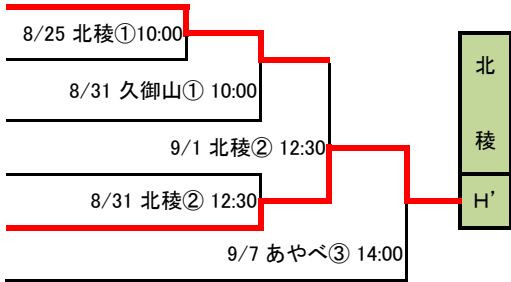 8/25 北稜①10:00
8/31 久御山① 10:00
9/1 北稜② 12:30
8/31 北稜② 12:30
9/7 あやべ③ 14:00
北
稜
H’